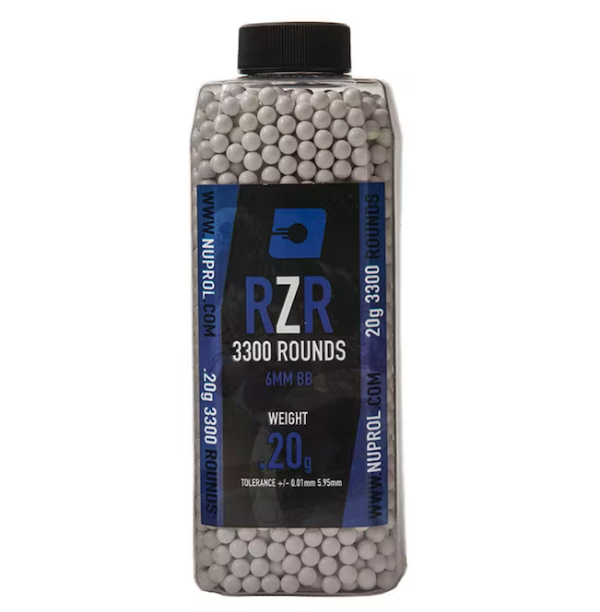 RZR
3300 ROUNDS
6MM BB
WEIGHT
.20g
TOLERANCE +/- 0.01mm 5.95mm
WWW.NUPROL.COM
.20g 3300 ROUNDS
www.NUPROL.COM
20g 3300 ROUNDS